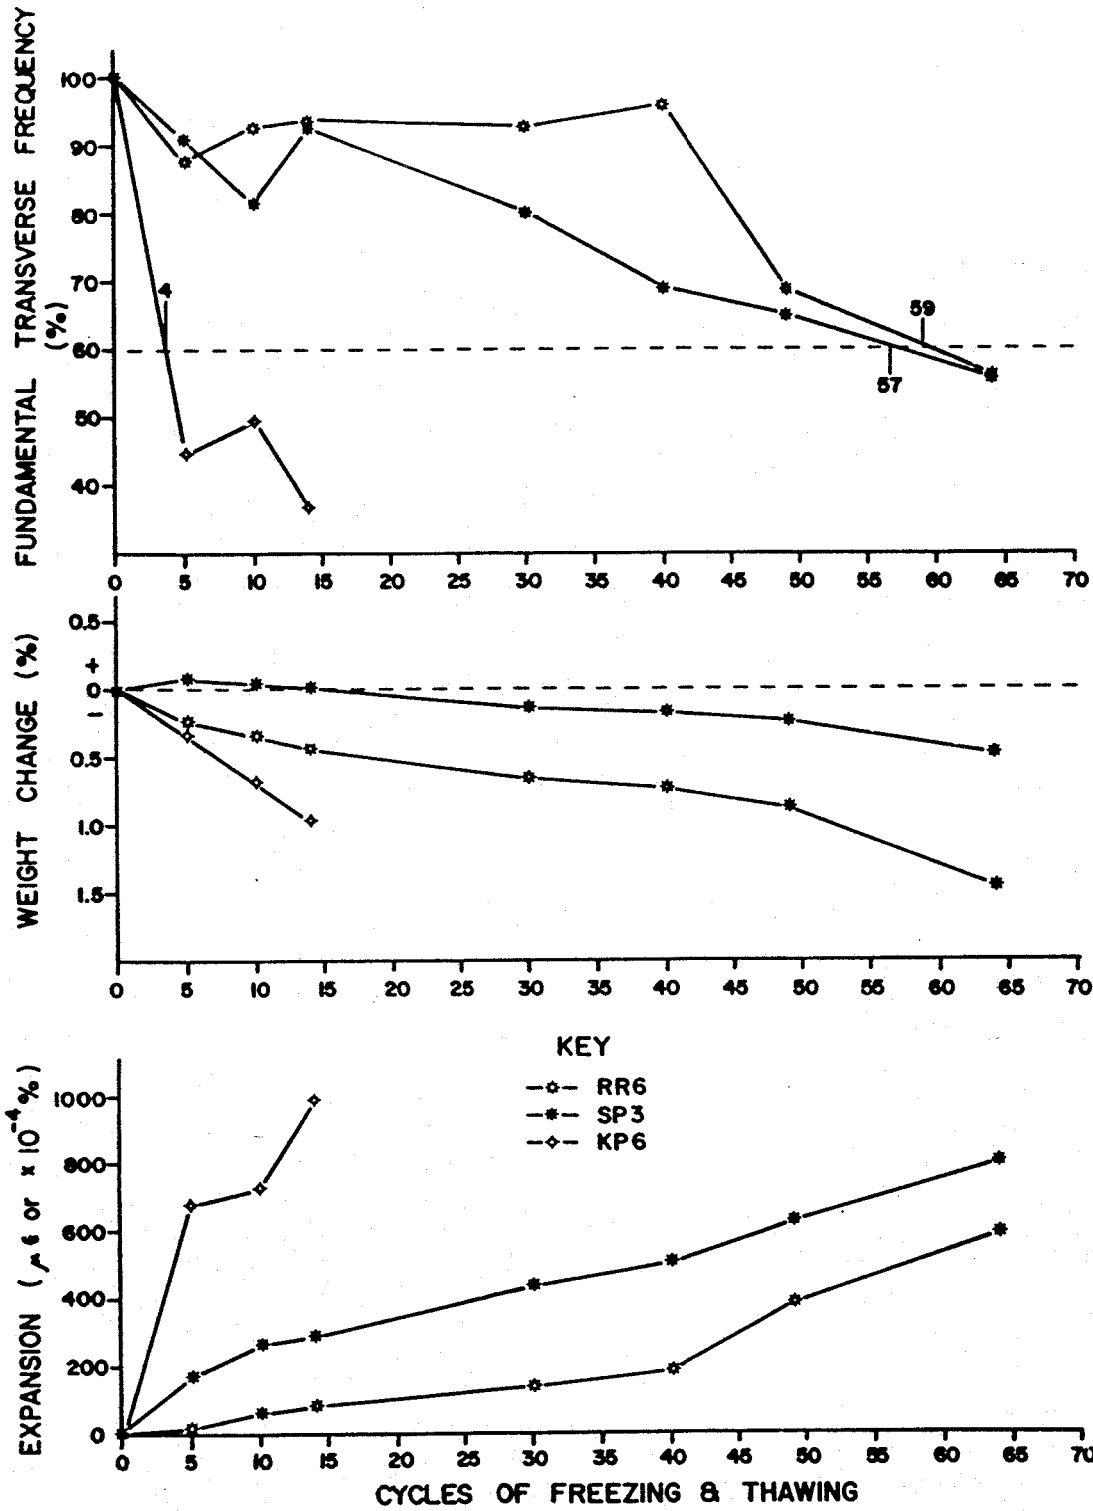 FUNDAMENTAL TRANSVERSE FREQUENCY
(%)
100
90
80
70
60
50
40
4
59
57
0 5 10 15 20 25 30 35 40 45 50 55 60 65 70
WEIGHT CHANGE (%)
0.5
+
0
−
0.5
1.0
1.5
0 5 10 15 20 25 30 35 40 45 50 55 60 65 70
KEY
RR6
SP3
KP6
EXPANSION (με or x 10⁻⁴ %)
1000
800
600
400
200
0
0 5 10 15 20 25 30 35 40 45 50 55 60 65 70
CYCLES OF FREEZING & THAWING